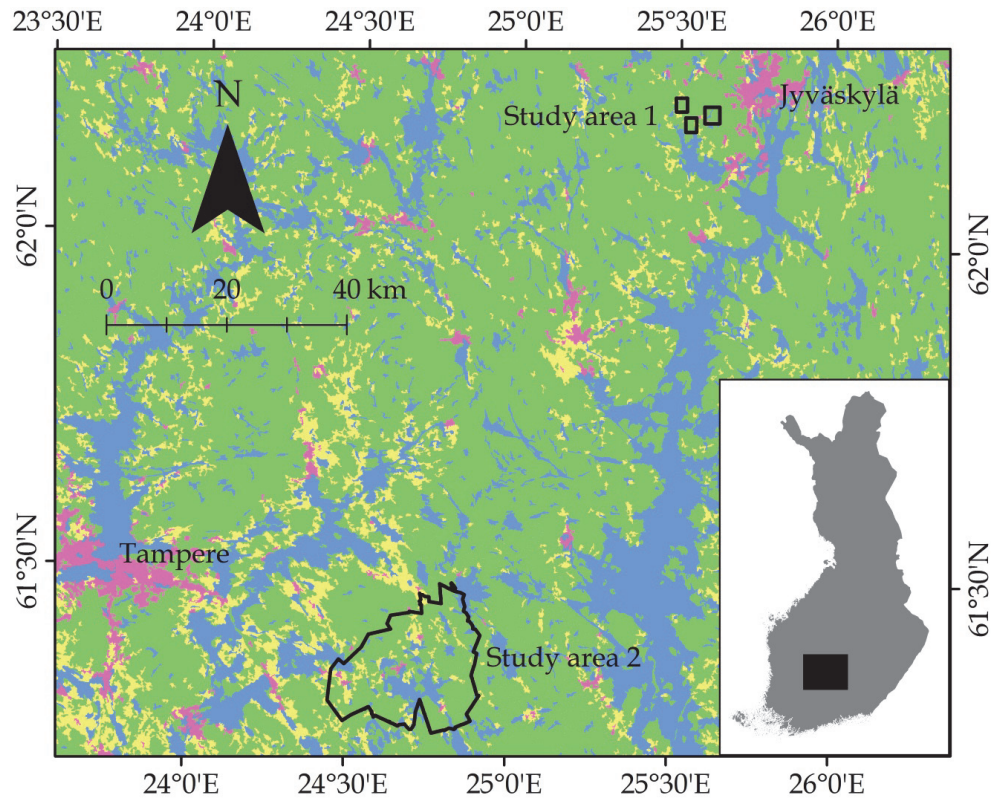 23°30'E 24°0'E 24°30'E 25°0'E 25°30'E 26°0'E
N
Jyväskylä
Study area 1
62°0'N
62°0'N
0 20 40 km
61°30'N
Tampere
61°30'N
Study area 2
24°0'E 24°30'E 25°0'E 25°30'E 26°0'E